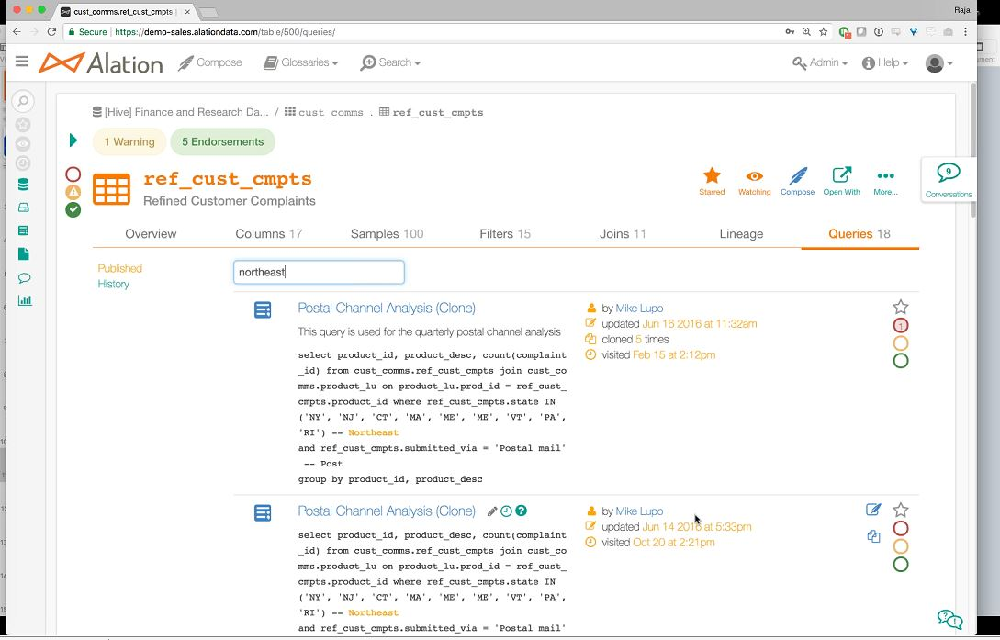 cust_comms.ref_cust_cmpts |
Raja
Secure
https://demo-sales.alationdata.com/table/500/queries/
Alation
Compose
Glossaries
Search
Admin
Help
[Hive] Finance and Research Da... / cust_comms . ref_cust_cmpts
1 Warning
5 Endorsements
ref_cust_cmpts
Refined Customer Complaints
Starred
Watching
Compose
Open With
More...
9
Conversations
Overview
Columns 17
Samples 100
Filters 15
Joins 11
Lineage
Queries 18
Published
History
northeast
Postal Channel Analysis (Clone)
This query is used for the quarterly postal channel analysis
select product_id, product_desc, count(complaint
_id) from cust_comms.ref_cust_cmpts join cust_co
mms.product_lu on product_lu.prod_id = ref_cust_
cmpts.product_id where ref_cust_cmpts.state IN
('NY', 'NJ', 'CT', 'MA', 'ME', 'ME', 'VT', 'PA',
'RI') -- Northeast
and ref_cust_cmpts.submitted_via = 'Postal mail'
-- Post
group by product_id, product_desc
by Mike Lupo
updated Jun 16 2016 at 11:32am
cloned 5 times
visited Feb 15 at 2:12pm
1
Postal Channel Analysis (Clone)
select product_id, product_desc, count(complaint
_id) from cust_comms.ref_cust_cmpts join cust_co
mms.product_lu on product_lu.prod_id = ref_cust_
cmpts.product_id where ref_cust_cmpts.state IN
('NY', 'NJ', 'CT', 'MA', 'ME', 'ME', 'VT', 'PA',
'RI') -- Northeast
and ref_cust_cmpts.submitted_via = 'Postal mail'
by Mike Lupo
updated Jun 14 2016 at 5:33pm
visited Oct 20 at 2:21pm